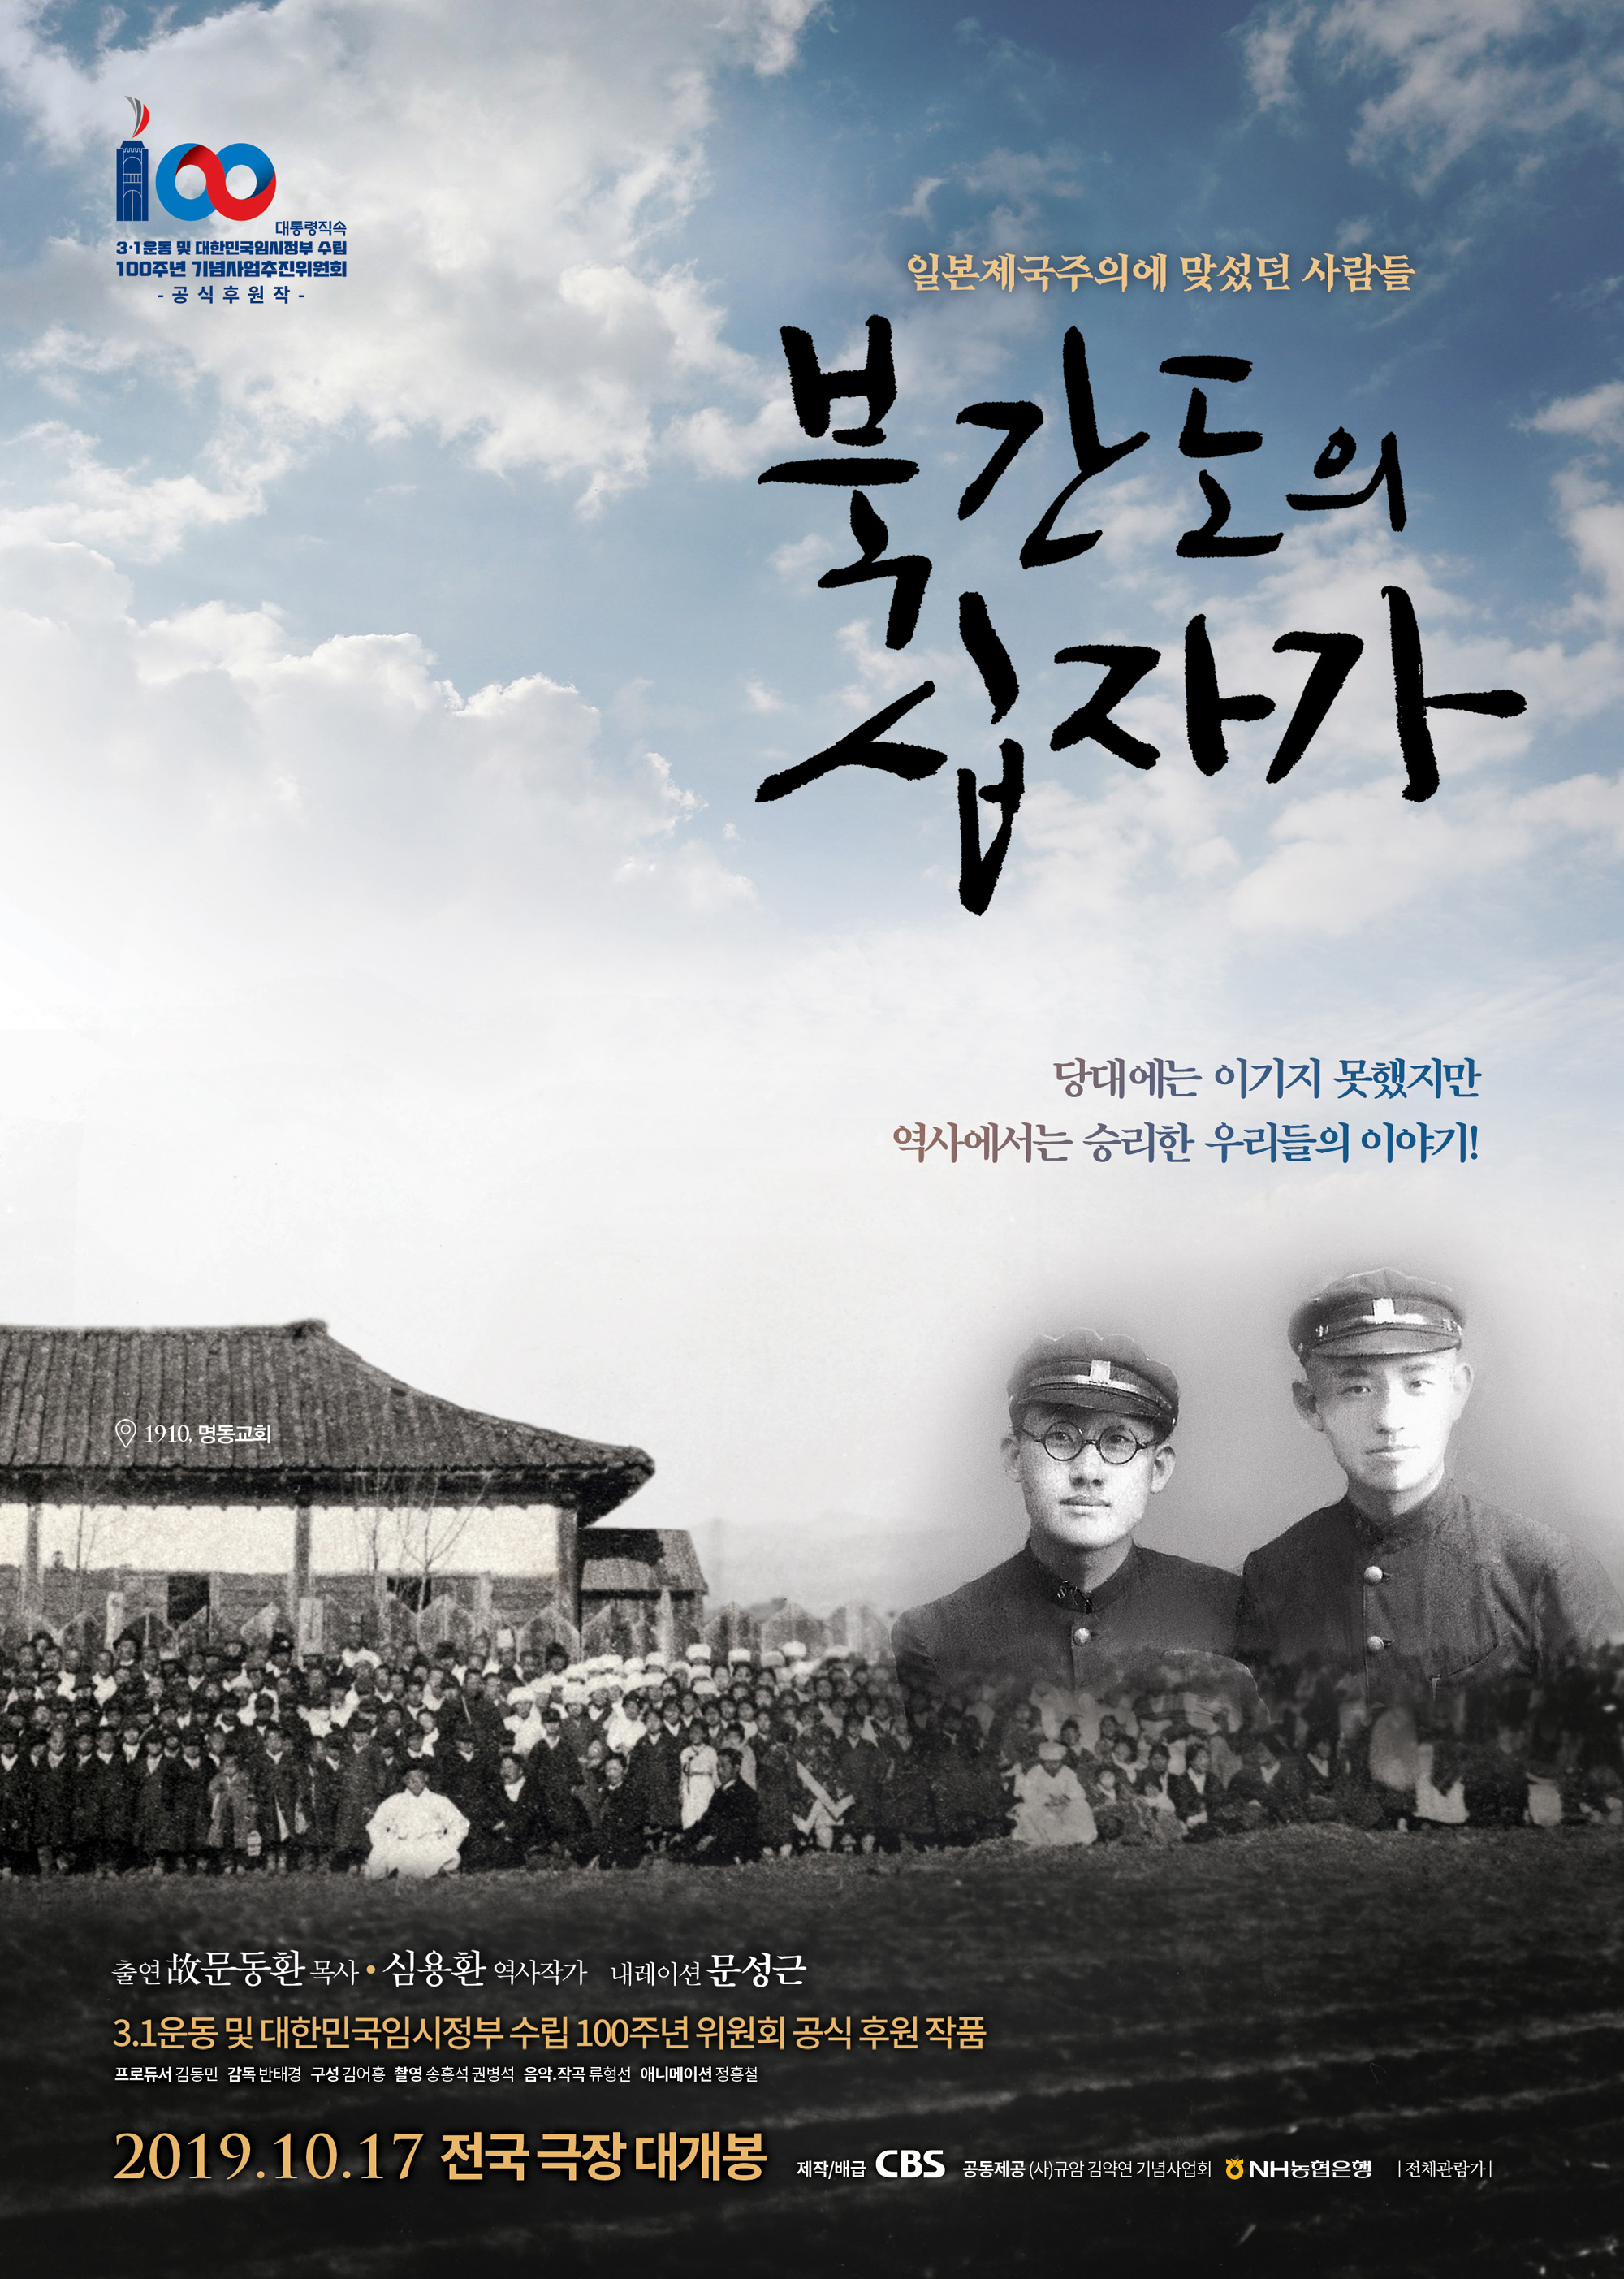 100
대통령직속
3·1운동 및 대한민국임시정부 수립
100주년 기념사업추진위원회
- 공식후원작 -
일본제국주의에 맞섰던 사람들
북간도의
십자가
당대에는 이기지 못했지만
역사에서는 승리한 우리들의 이야기!
1910, 명동교회
출연 故문동환 목사 • 심용환 역사작가 내레이션 문성근
3.1운동 및 대한민국임시정부 수립 100주년 위원회 공식 후원 작품
프로듀서 김동민 감독 반태경 구성 김어흥 촬영 송홍석 권병석 음악.작곡 류형선 애니메이션 정흥철
2019.10.17 전국 극장 대개봉 제작/배급 CBS 공동제공 (사)규암 김약연 기념사업회 NH농협은행 | 전체관람가 |